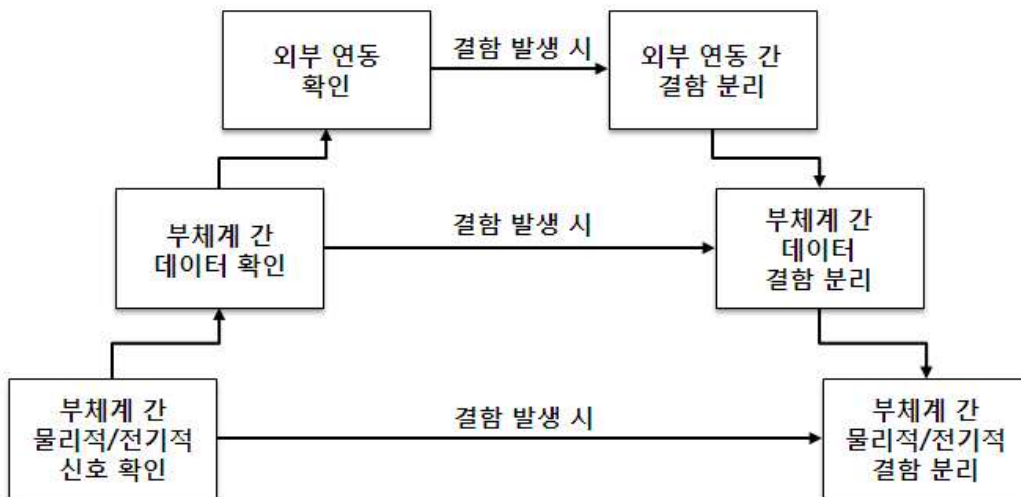 외부 연동
확인
결함 발생 시
외부 연동 간
결함 분리
부체계 간
데이터 확인
결함 발생 시
부체계 간
데이터
결함 분리
부체계 간
물리적/전기적
신호 확인
결함 발생 시
부체계 간
물리적/전기적
결함 분리